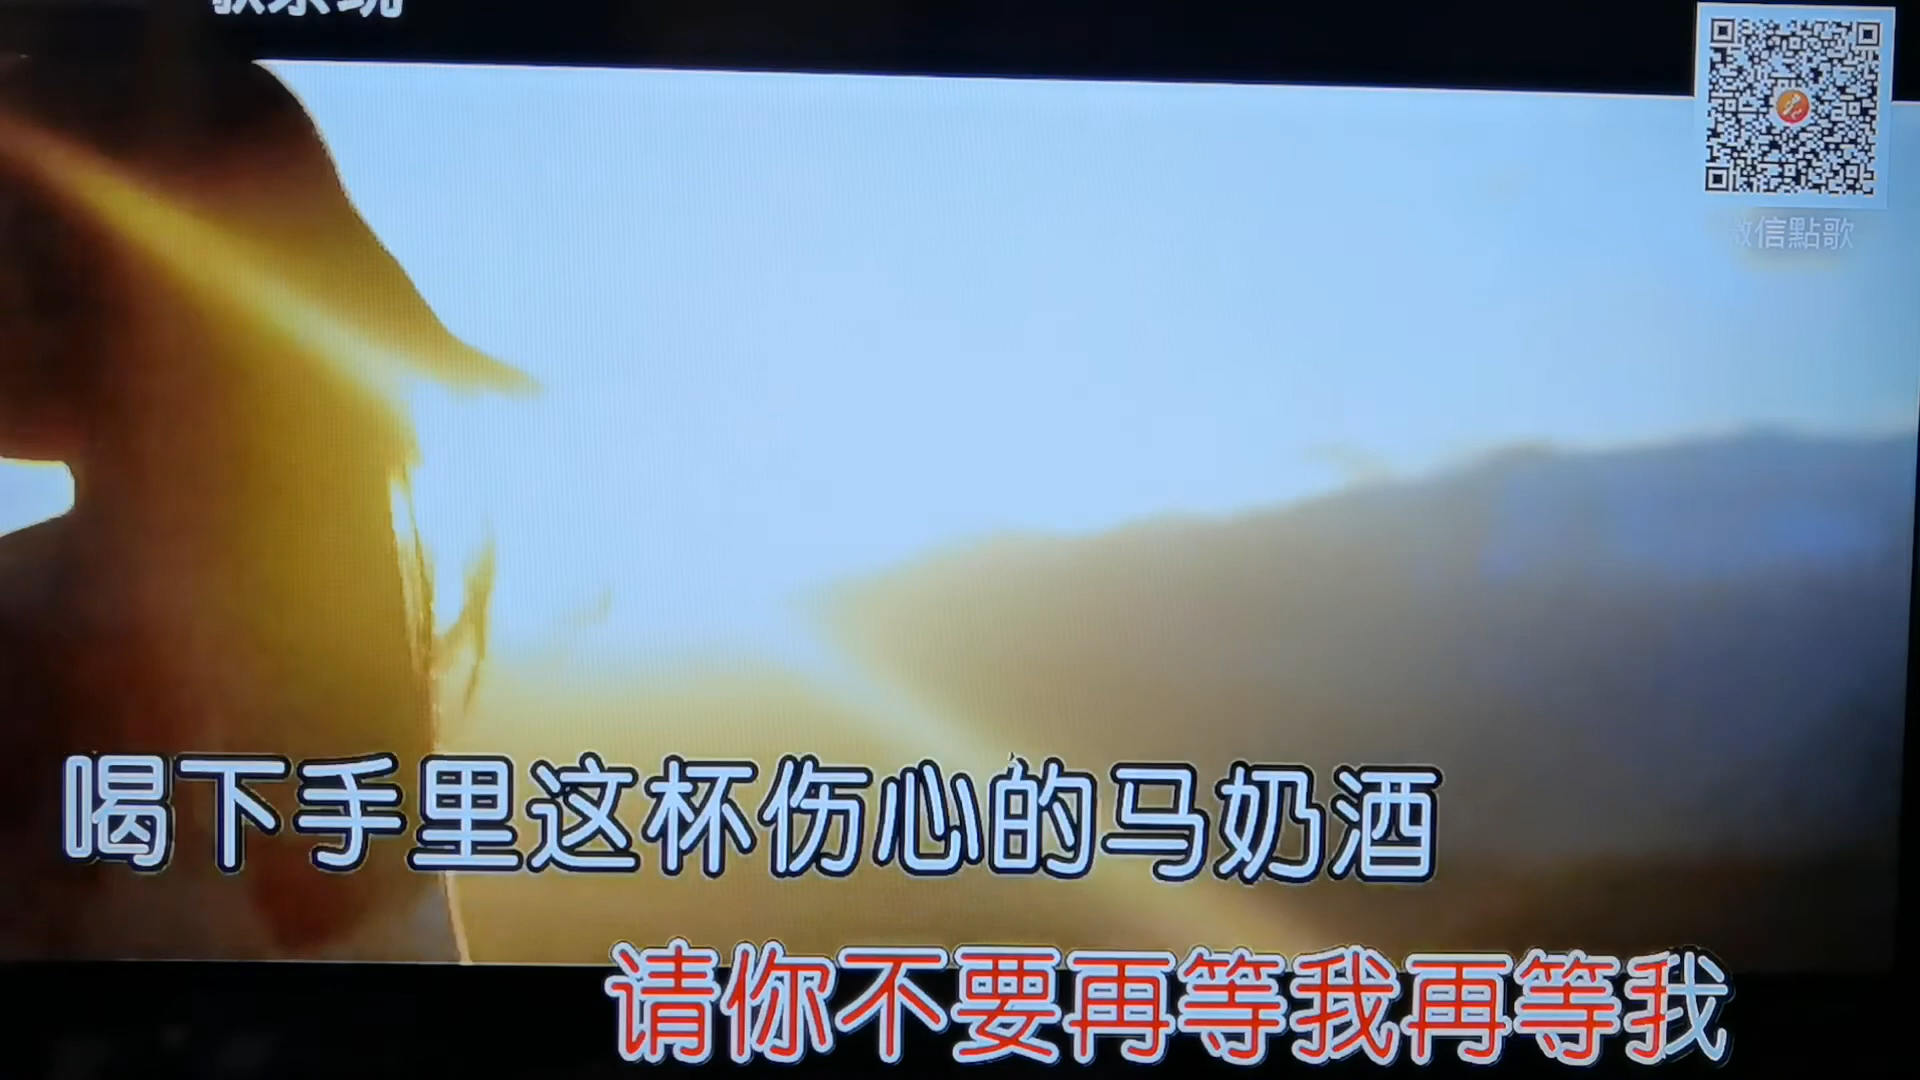 微信點歌
喝下手里这杯伤心的马奶酒
请你不要再等我再等我